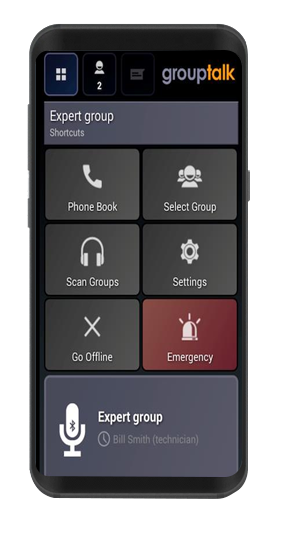 grouptalk
2
Expert group
Shortcuts
Phone Book
Select Group
Scan Groups
Settings
Go Offline
Emergency
Expert group
Bill Smith (technician)